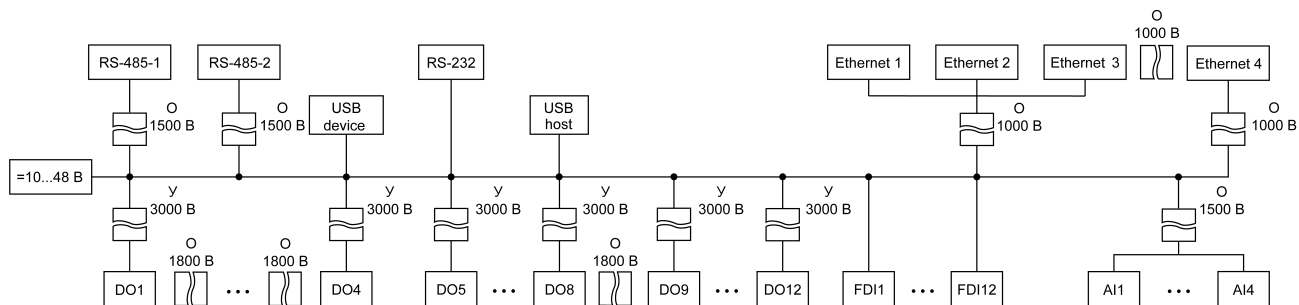 О
1000 В
RS-485-1
RS-485-2
RS-232
Ethernet 1
Ethernet 2
Ethernet 3
Ethernet 4
О
1500 В
О
1500 В
USB
device
USB
host
О
1000 В
О
1000 В
=10...48 В
У
3000 В
У
3000 В
У
3000 В
У
3000 В
У
3000 В
У
3000 В
О
1500 В
О
1800 В
О
1800 В
О
1800 В
DO1
...
DO4
DO5
...
DO8
DO9
...
DO12
FDI1
...
FDI12
AI1
...
AI4